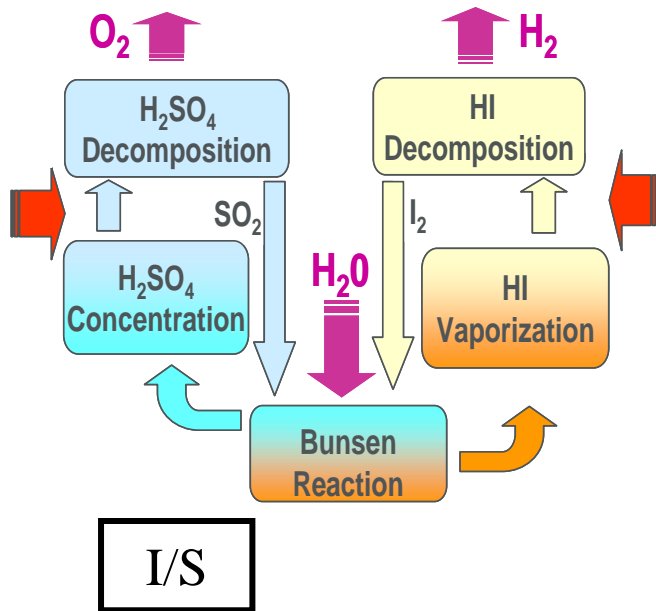 O₂
H₂
H₂SO₄
Decomposition
HI
Decomposition
SO₂
I₂
H₂0
H₂SO₄
Concentration
HI
Vaporization
Bunsen
Reaction
I/S